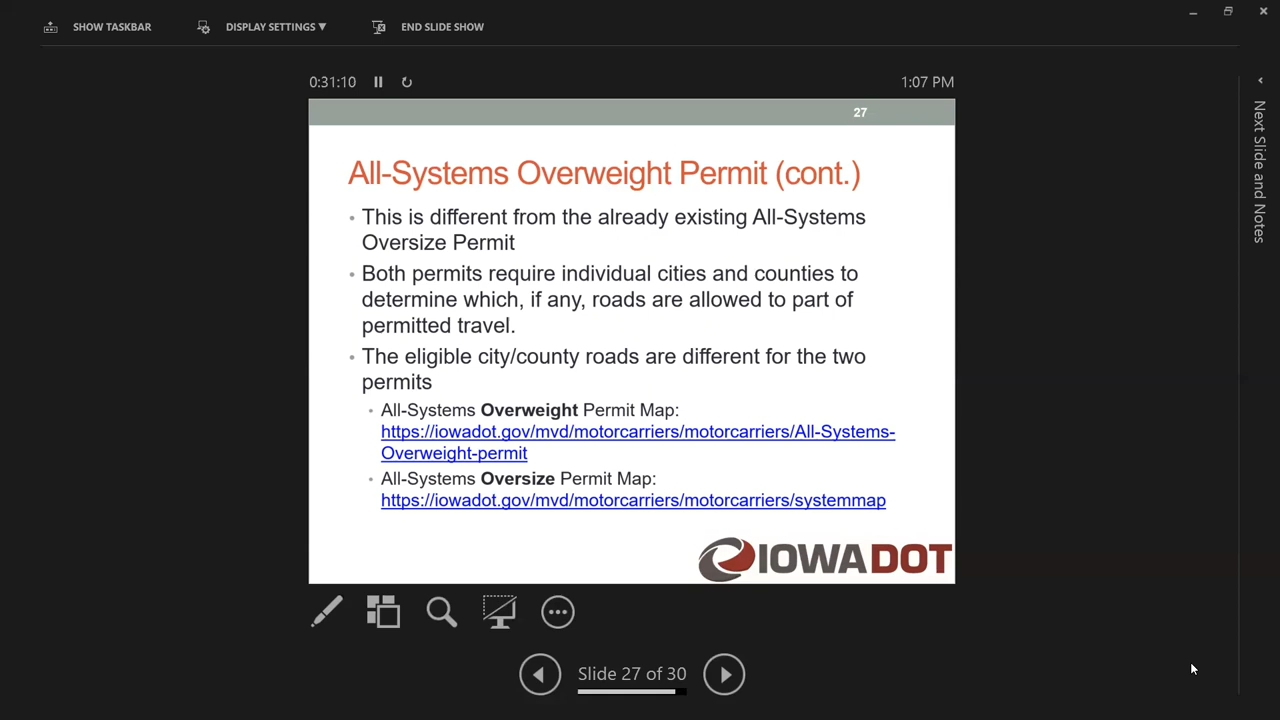 SHOW TASKBAR
DISPLAY SETTINGS ▼
END SLIDE SHOW
0:31:10
1:07 PM
27
All-Systems Overweight Permit (cont.)
• This is different from the already existing All-Systems
Oversize Permit
• Both permits require individual cities and counties to
determine which, if any, roads are allowed to part of
permitted travel.
• The eligible city/county roads are different for the two
permits
• All-Systems Overweight Permit Map:
https://iowadot.gov/mvd/motorcarriers/motorcarriers/All-Systems-
Overweight-permit
• All-Systems Oversize Permit Map:
https://iowadot.gov/mvd/motorcarriers/motorcarriers/systemmap
IOWADOT
Slide 27 of 30
Next Slide and Notes